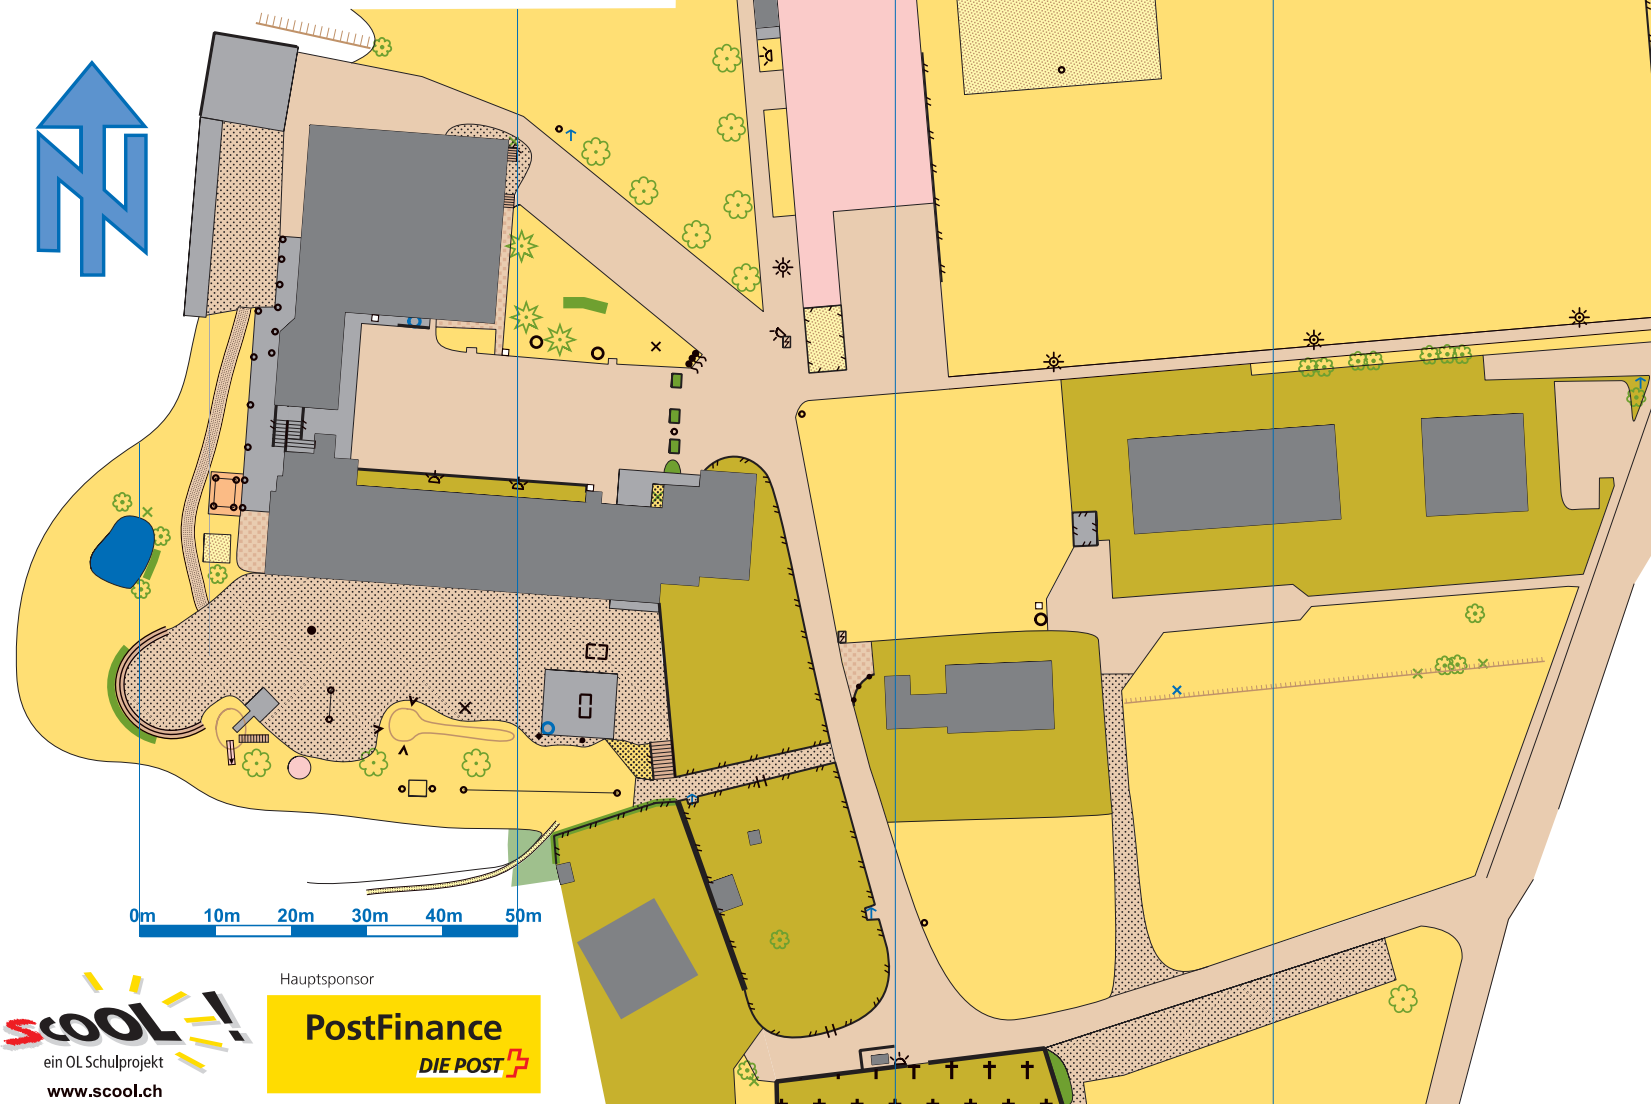 N
0m 10m 20m 30m 40m 50m
scOOL!
ein OL Schulprojekt
www.scool.ch
Hauptsponsor
PostFinance
DIE POST